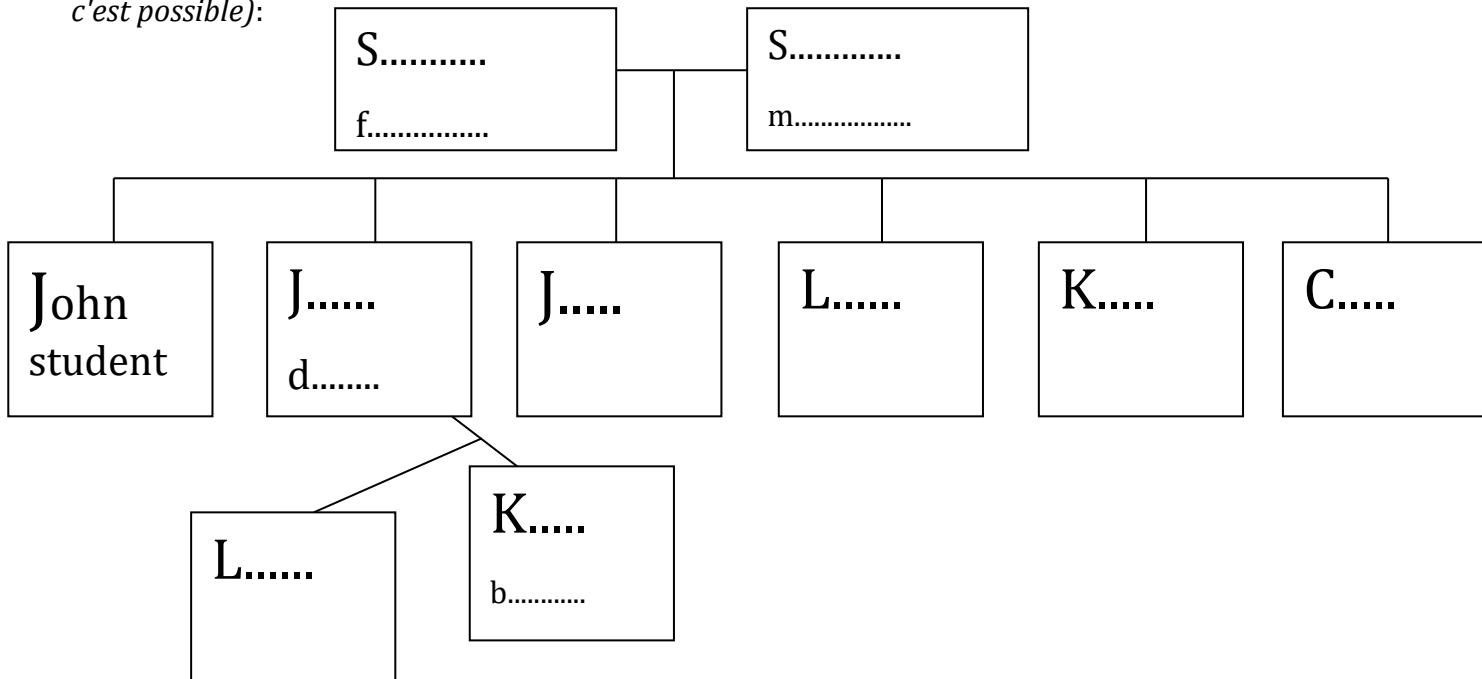 c'est possible):
S...........
f................
S.............
m..................
John
student
J......
d........
J.....
L......
K.....
C.....
K.....
b............
L......